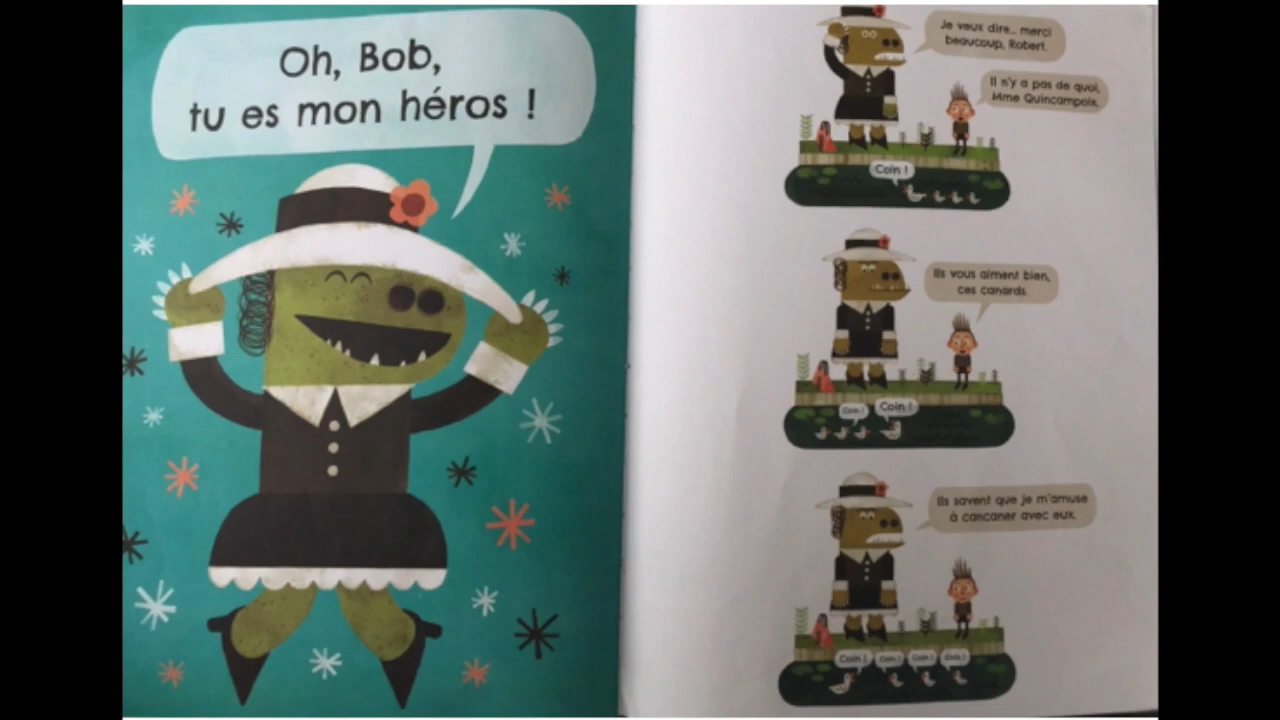 Oh, Bob,
tu es mon héros !
Je veux dire... merci
beaucoup, Robert.
Il n'y a pas de quoi,
Mme Quincampoix.
Coin !
Ils vous aiment bien,
ces canards.
Coin !
Coin !
Ils savent que je m'amuse
à cancaner avec eux.
Coin !
Coin !
Coin !
Coin !